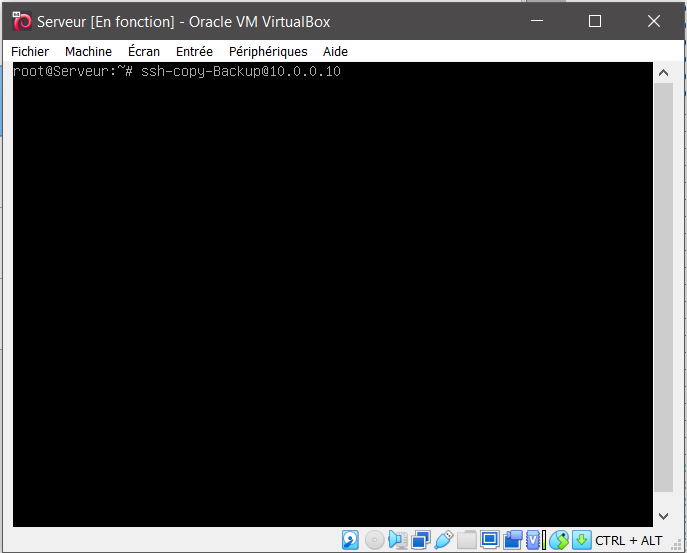 Serveur [En fonction] - Oracle VM VirtualBox
Fichier Machine Écran Entrée Périphériques Aide
root@Serveur:~# ssh-copy-Backup@10.0.0.10
CTRL + ALT